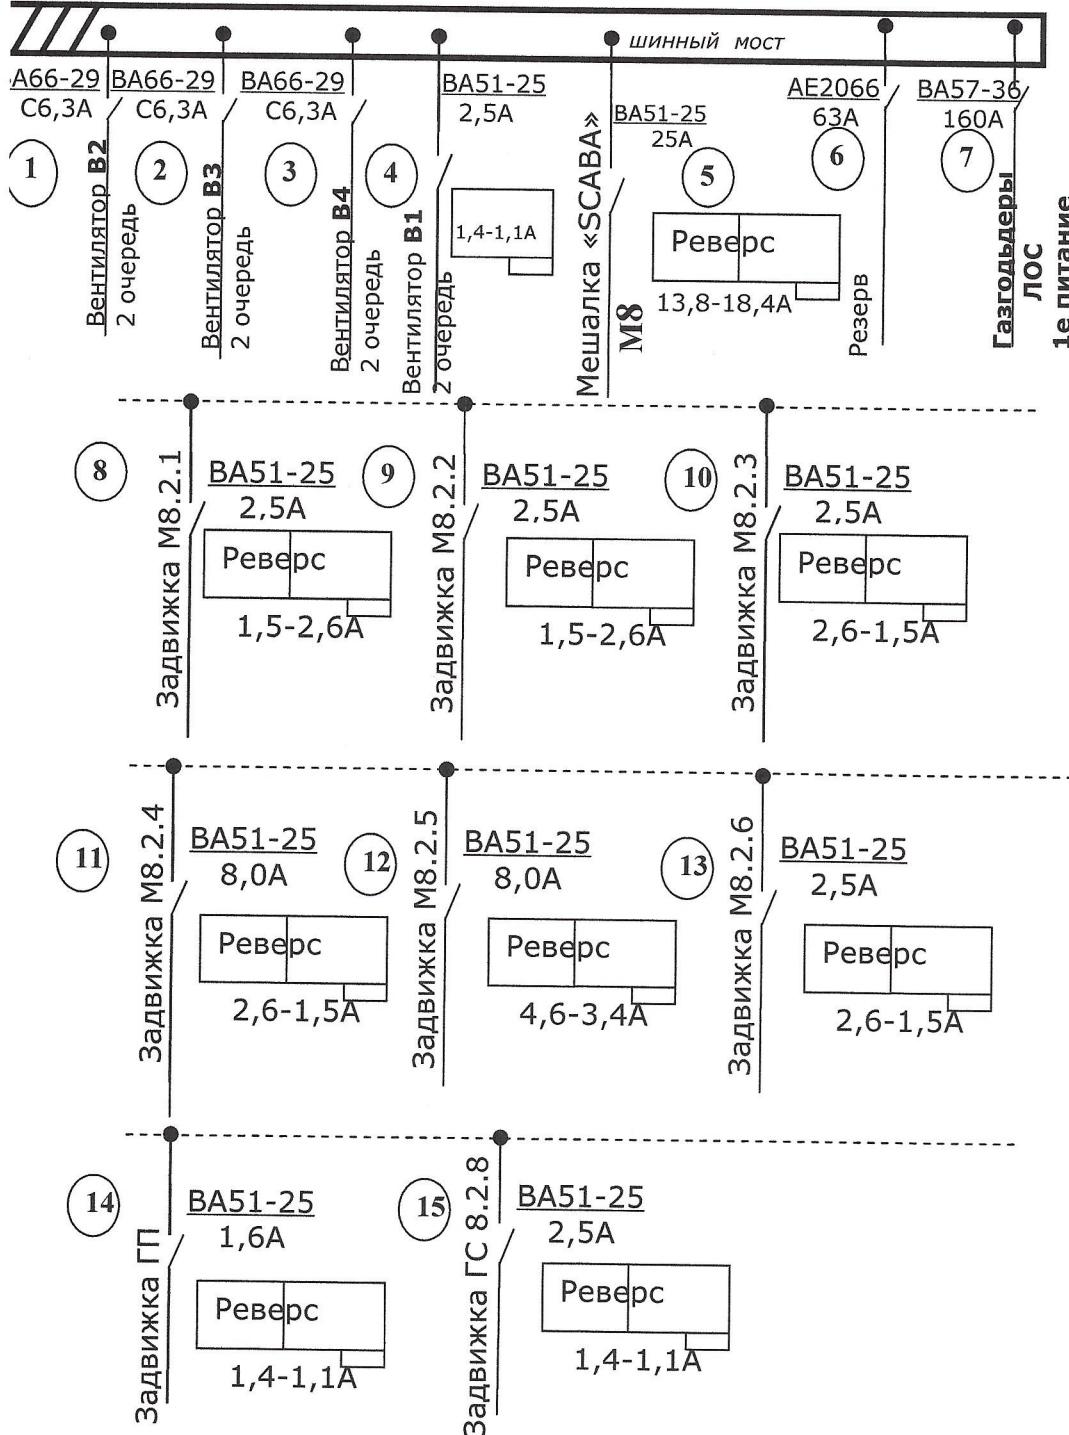 шинный мост
ВА66-29
С6,3А
1
Вентилятор В2
2 очередь
ВА66-29
С6,3А
2
Вентилятор В3
2 очередь
ВА66-29
С6,3А
3
Вентилятор В4
2 очередь
ВА51-25
2,5А
4
Вентилятор В1
2 очередь
1,4-1,1А
ВА51-25
25А
5
Мешалка «SCABA»
М8
Реверс
13,8-18,4А
АЕ2066
63А
6
Резерв
ВА57-36
160А
7
Газгодьдеры
ЛОС
1е питание
8
Задвижка М8.2.1
ВА51-25
2,5А
Реверс
1,5-2,6А
9
Задвижка М8.2.2
ВА51-25
2,5А
Реверс
1,5-2,6А
10
Задвижка М8.2.3
ВА51-25
2,5А
Реверс
2,6-1,5А
11
Задвижка М8.2.4
ВА51-25
8,0А
Реверс
2,6-1,5А
12
Задвижка М8.2.5
ВА51-25
8,0А
Реверс
4,6-3,4А
13
Задвижка М8.2.6
ВА51-25
2,5А
Реверс
2,6-1,5А
14
Задвижка ГП
ВА51-25
1,6А
Реверс
1,4-1,1А
15
Задвижка ГС 8.2.8
ВА51-25
2,5А
Реверс
1,4-1,1А